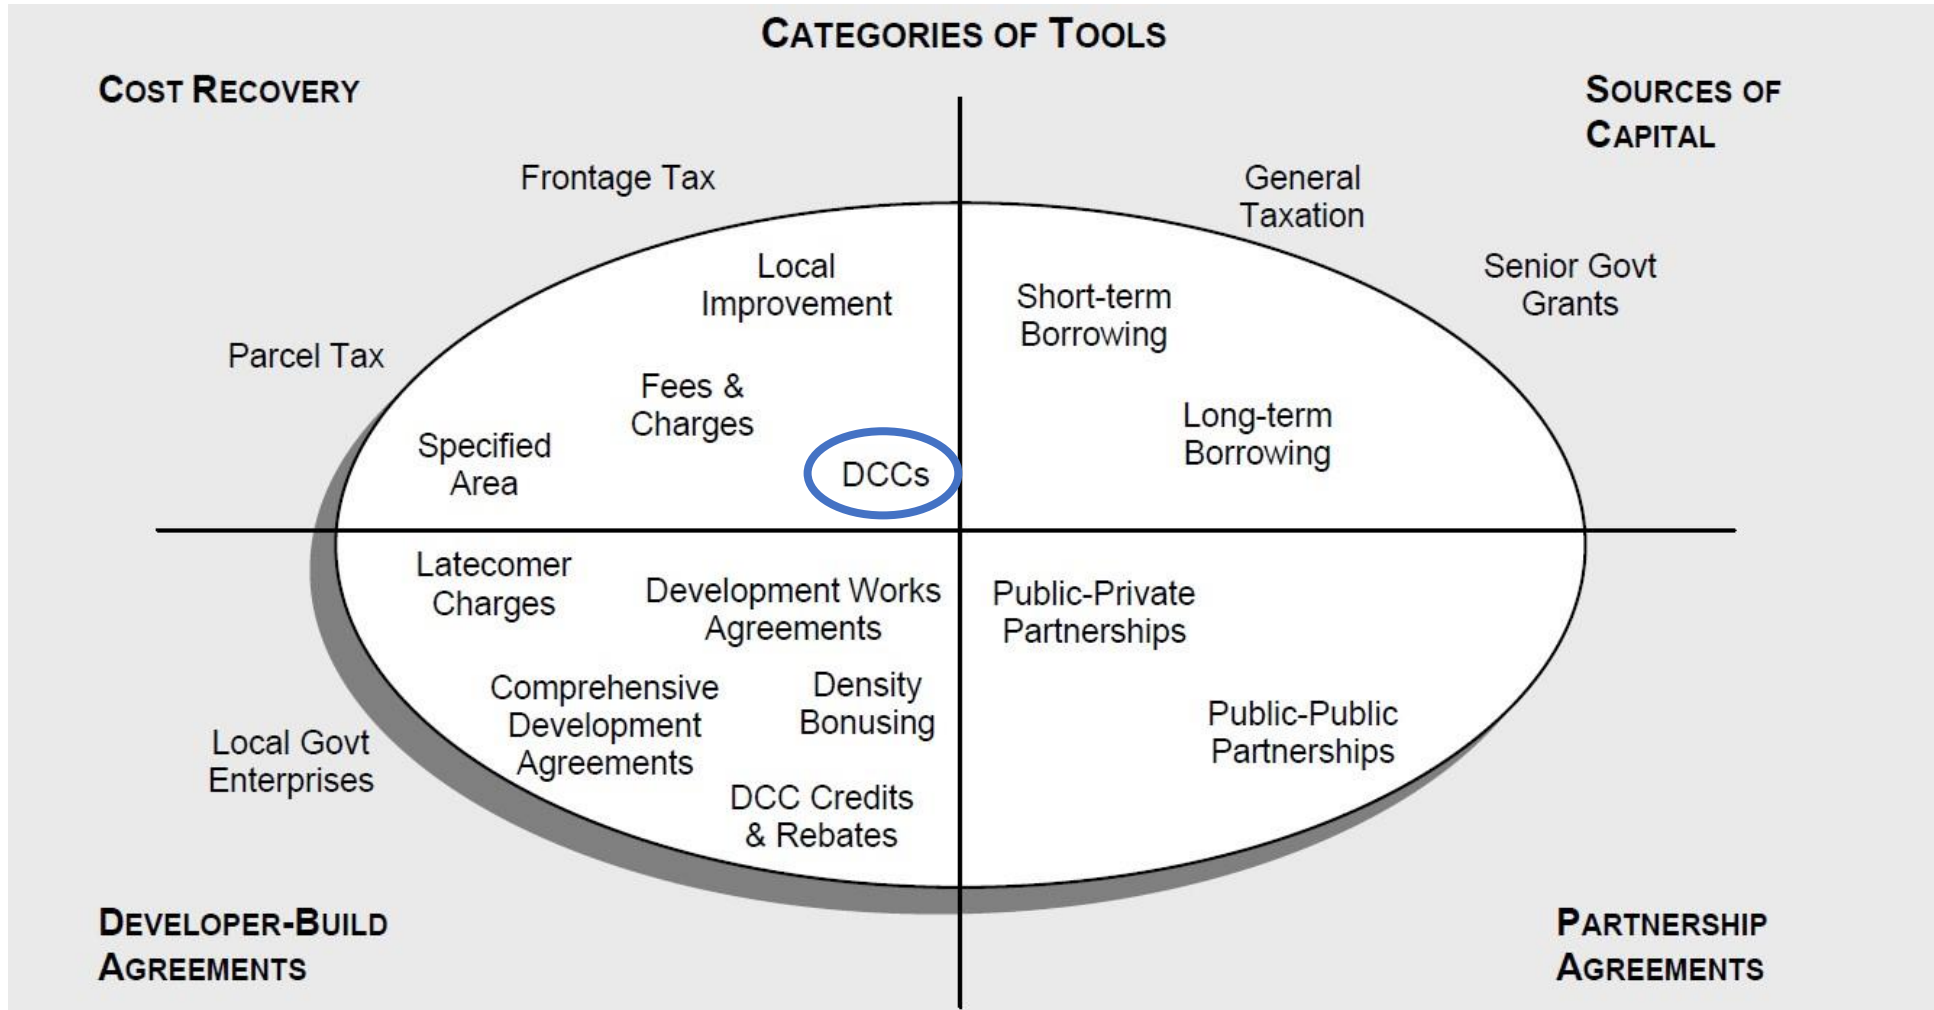 CATEGORIES OF TOOLS
COST RECOVERY
SOURCES OF
CAPITAL
Frontage Tax
General
Taxation
Local
Improvement
Senior Govt
Grants
Short-term
Borrowing
Parcel Tax
Fees &
Charges
Long-term
Borrowing
Specified
Area
DCCs
Latecomer
Charges
Development Works
Agreements
Public-Private
Partnerships
Comprehensive
Development
Agreements
Density
Bonusing
Public-Public
Partnerships
Local Govt
Enterprises
DCC Credits
& Rebates
DEVELOPER-BUILD
AGREEMENTS
PARTNERSHIP
AGREEMENTS